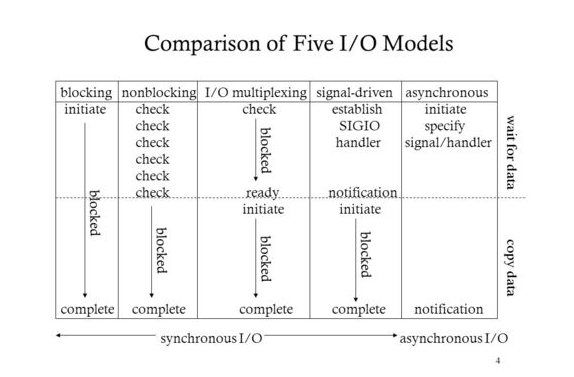 Comparison of Five I/O Models
blocking nonblocking I/O multiplexing signal-driven asynchronous
initiate check check establish initiate
check SIGIO specify
check handler signal/handler
check
check
check ready notification
initiate initiate
blocked
blocked
blocked
blocked
blocked
wait for data
copy data
complete complete complete complete notification
synchronous I/O asynchronous I/O
4